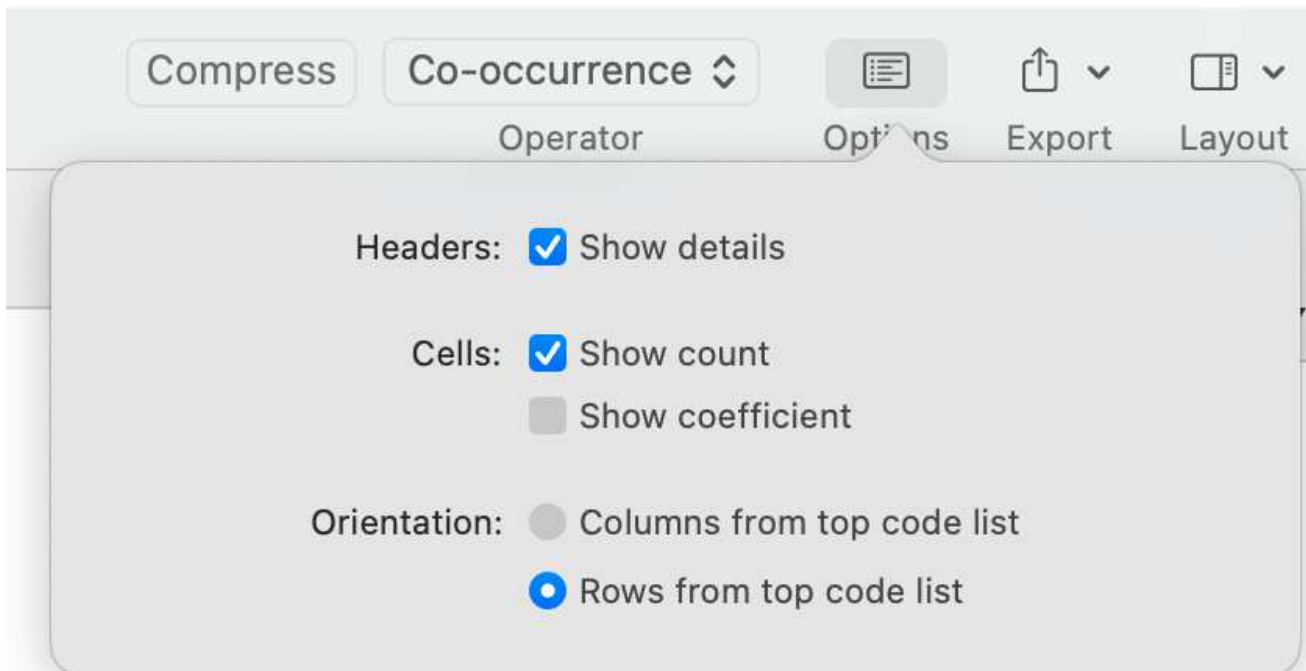 Compress Co-occurrence
Operator Export Layout
Headers: Show details
Cells: Show count
Show coefficient
Orientation: Columns from top code list
Rows from top code list